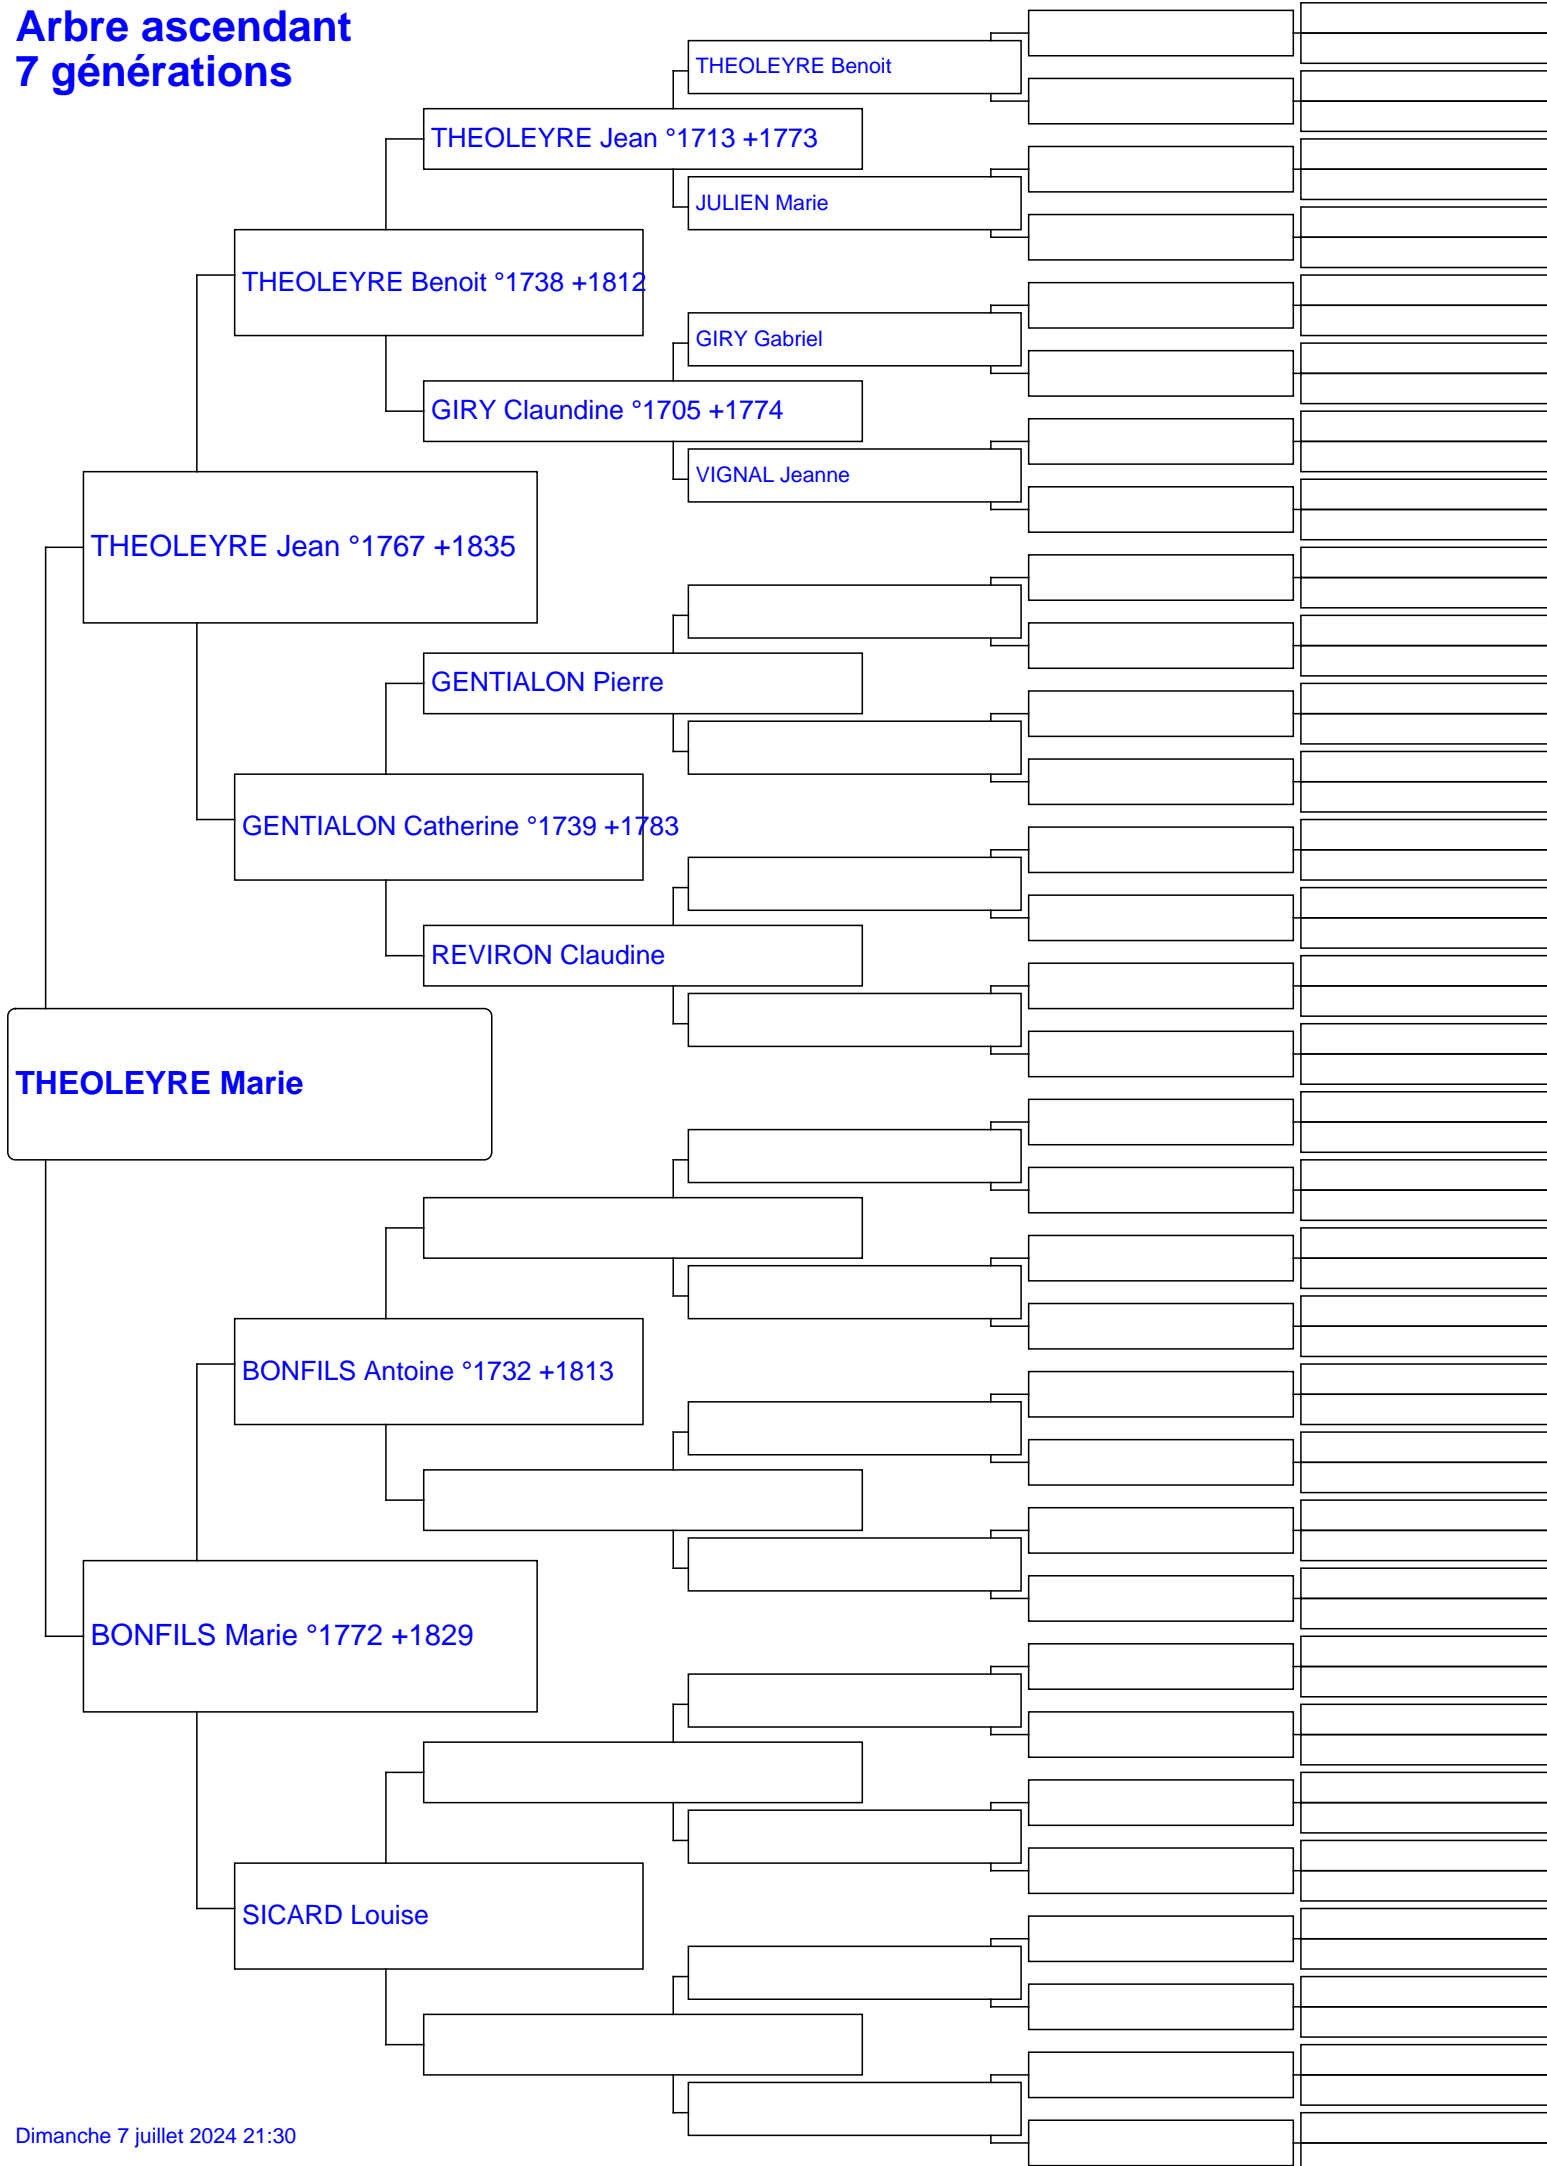 Arbre ascendant
7 générations
THEOLEYRE Benoit
THEOLEYRE Jean °1713 +1773
JULIEN Marie
THEOLEYRE Benoit °1738 +1812
GIRY Gabriel
GIRY Claundine °1705 +1774
VIGNAL Jeanne
THEOLEYRE Jean °1767 +1835
GENTIALON Pierre
GENTIALON Catherine °1739 +1783
REVIRON Claudine
THEOLEYRE Marie
BONFILS Antoine °1732 +1813
BONFILS Marie °1772 +1829
SICARD Louise
Dimanche 7 juillet 2024 21:30